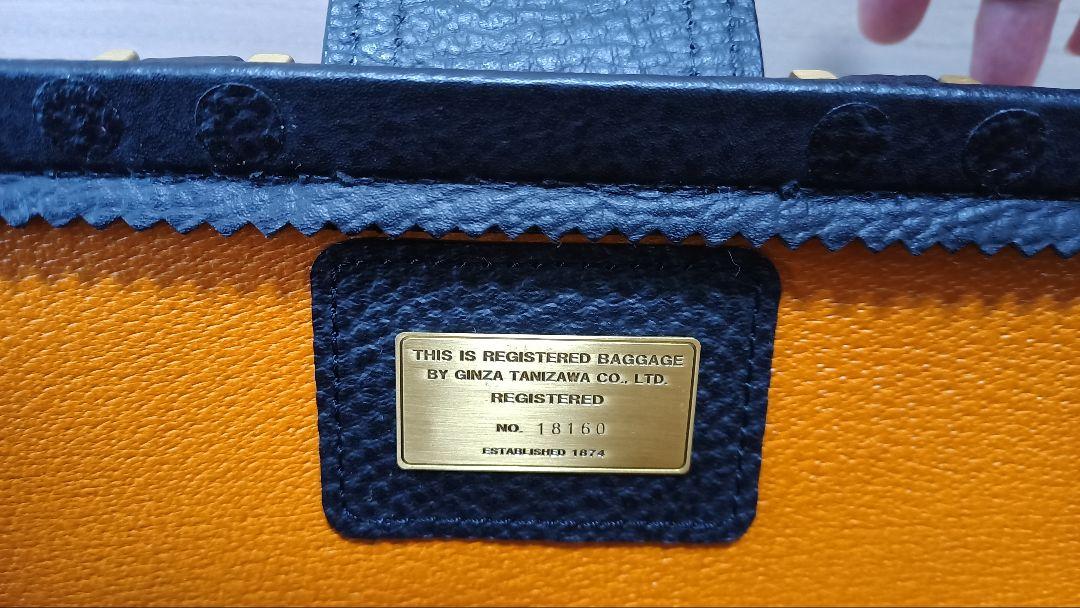 THIS IS REGISTERED BAGGAGE
BY GINZA TANIZAWA CO., LTD.
REGISTERED
NO. 18160
ESTABLISHED 1874